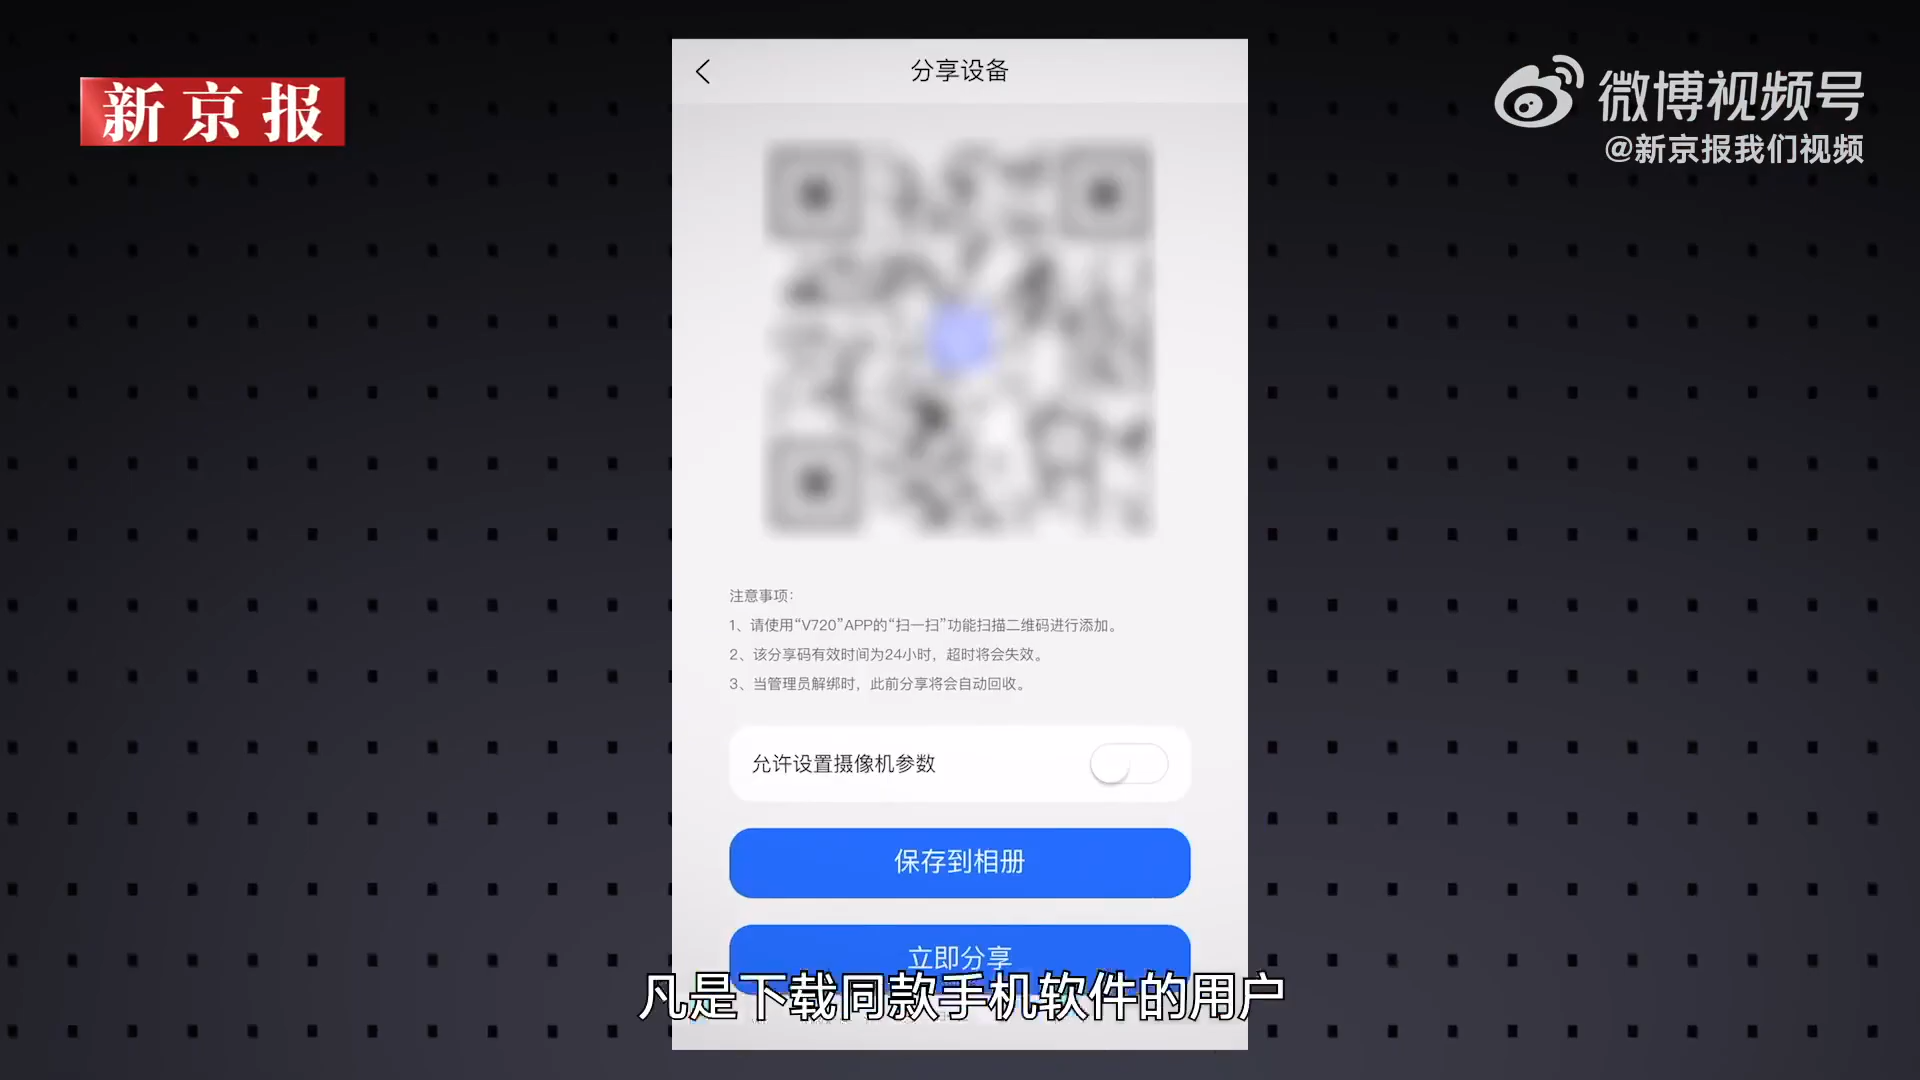 新京报
微博视频号
@新京报我们视频
分享设备
注意事项：
1、请使用“V720”APP的“扫一扫”功能扫描二维码进行添加。
2、该分享码有效时间为24小时，超时将会失效。
3、当管理员解绑时，此前分享将会自动回收。
允许设置摄像机参数
保存到相册
立即分享
凡是下载同款手机软件的用户